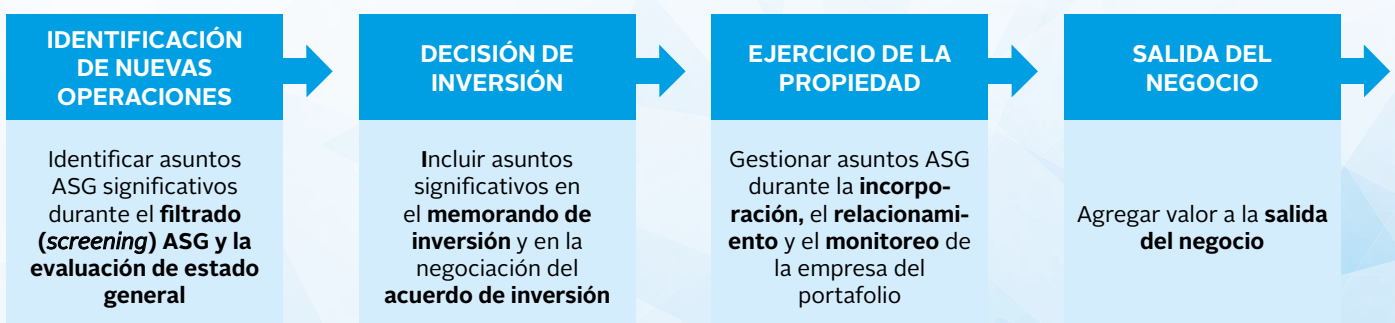 IDENTIFICACIÓN
DE NUEVAS
OPERACIONES
Identificar asuntos
ASG significativos
durante el filtrado
(screening) ASG y la
evaluación de estado
general
DECISIÓN DE
INVERSIÓN
Incluir asuntos
significativos en
el memorando de
inversión y en la
negociación del
acuerdo de inversión
EJERCICIO DE LA
PROPIEDAD
Gestionar asuntos ASG
durante la incorpo-
ración, el relacionami-
ento y el monitoreo de
la empresa del
portafolio
SALIDA DEL
NEGOCIO
Agregar valor a la salida
del negocio